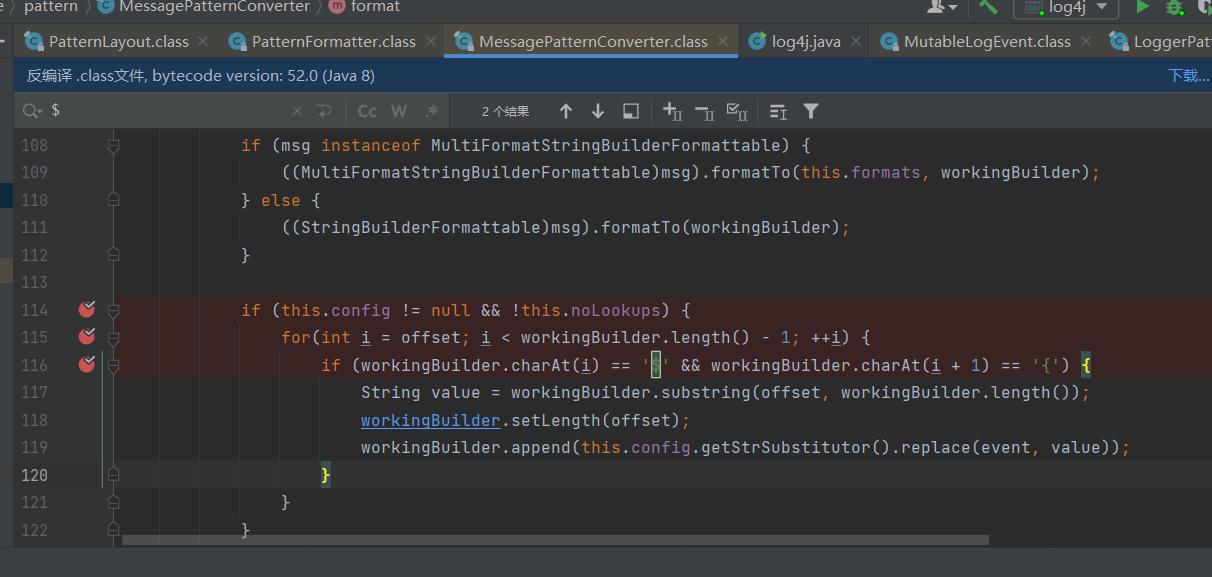 pattern MessagePatternConverter format log4j
PatternLayout.class PatternFormatter.class MessagePatternConverter.class log4j.java MutableLogEvent.class LoggerPat
反编译 .class文件, bytecode version: 52.0 (Java 8) 下载...
$ Cc W .* 2 个结果
108 if (msg instanceof MultiFormatStringBuilderFormattable) {
109 ((MultiFormatStringBuilderFormattable)msg).formatTo(this.formats, workingBuilder);
110 } else {
111 ((StringBuilderFormattable)msg).formatTo(workingBuilder);
112 }
113
114 if (this.config != null && !this.noLookups) {
115 for(int i = offset; i < workingBuilder.length() - 1; ++i) {
116 if (workingBuilder.charAt(i) == '$' && workingBuilder.charAt(i + 1) == '{') {
117 String value = workingBuilder.substring(offset, workingBuilder.length());
118 workingBuilder.setLength(offset);
119 workingBuilder.append(this.config.getStrSubstitutor().replace(event, value));
120 }
121 }
122 }